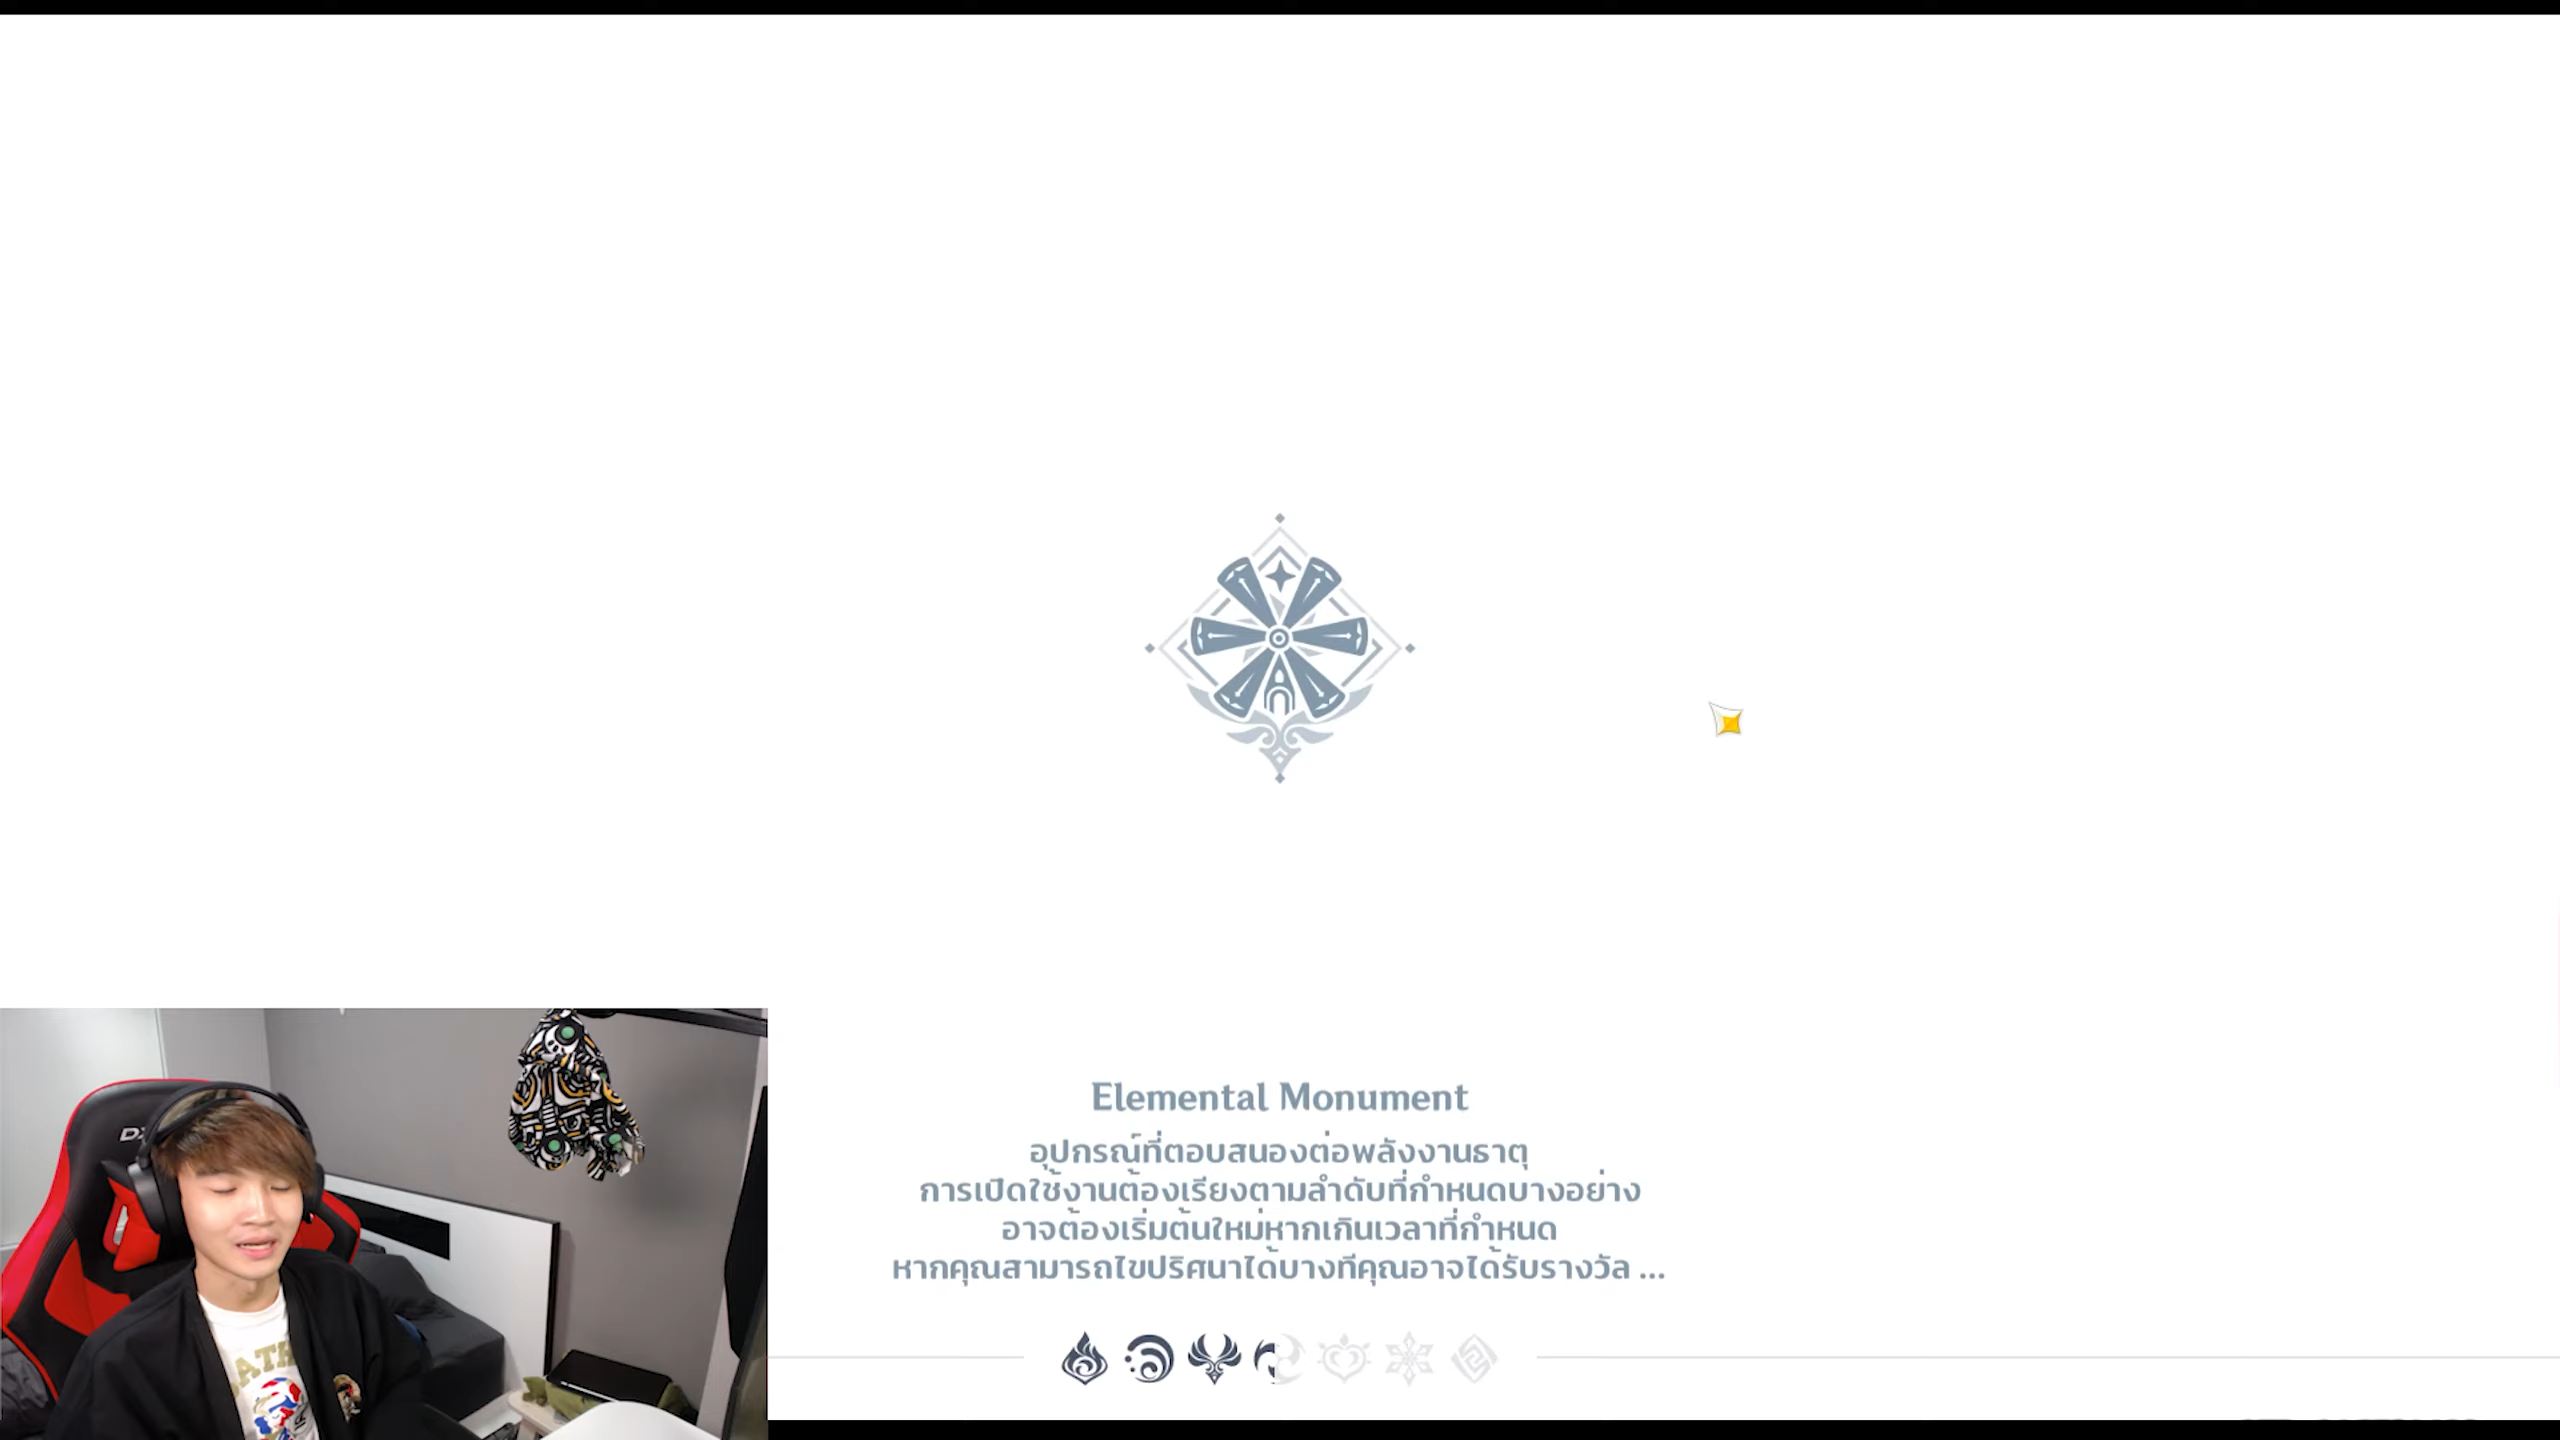 Elemental Monument
อุปกรณ์ที่ตอบสนองต่อพลังงานธาตุ
การเปิดใช้งานต้องเรียงตามลำดับที่กำหนดบางอย่าง
อาจต้องเริ่มต้นใหม่หากเกินเวลาที่กำหนด
หากคุณสามารถไขปริศนาได้บางทีคุณอาจได้รับรางวัล ...